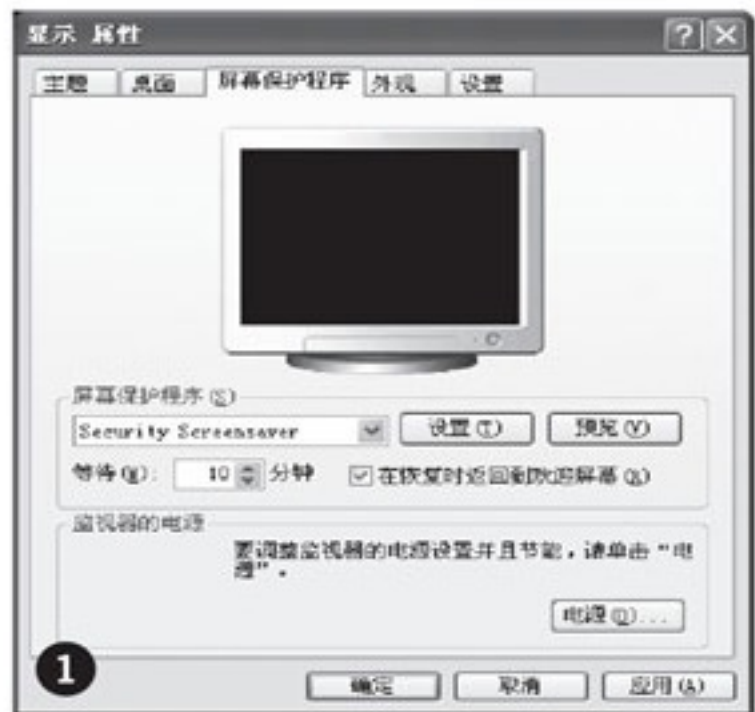 显示 属性
主题 桌面 屏幕保护程序 外观 设置
屏幕保护程序(S)
Security Screensaver 设置(T) 预览(V)
等待(W): 10 分钟 在恢复时返回到欢迎屏幕(R)
监视器的电源
要调整监视器的电源设置并且节能，请单击“电
源”。
电源(O)...
1
确定 取消 应用(A)